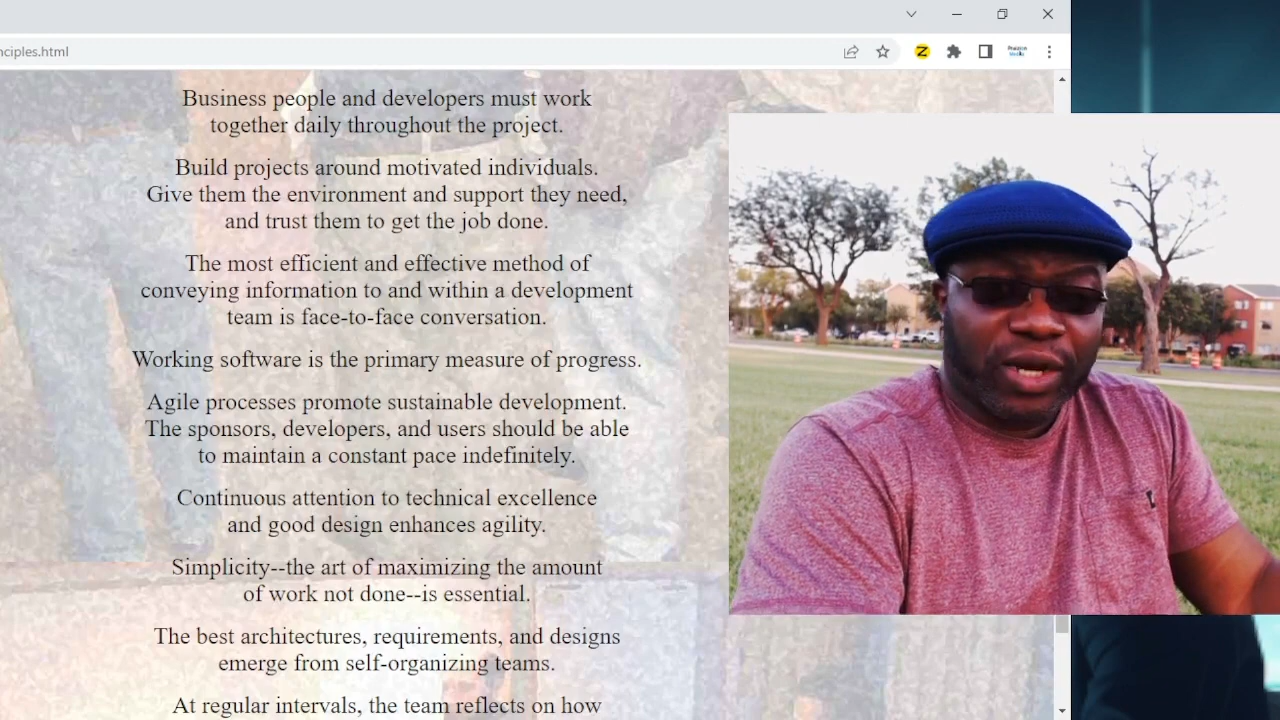 nciples.html
Business people and developers must work
together daily throughout the project.
Build projects around motivated individuals.
Give them the environment and support they need,
and trust them to get the job done.
The most efficient and effective method of
conveying information to and within a development
team is face-to-face conversation.
Working software is the primary measure of progress.
Agile processes promote sustainable development.
The sponsors, developers, and users should be able
to maintain a constant pace indefinitely.
Continuous attention to technical excellence
and good design enhances agility.
Simplicity--the art of maximizing the amount
of work not done--is essential.
The best architectures, requirements, and designs
emerge from self-organizing teams.
At regular intervals, the team reflects on how